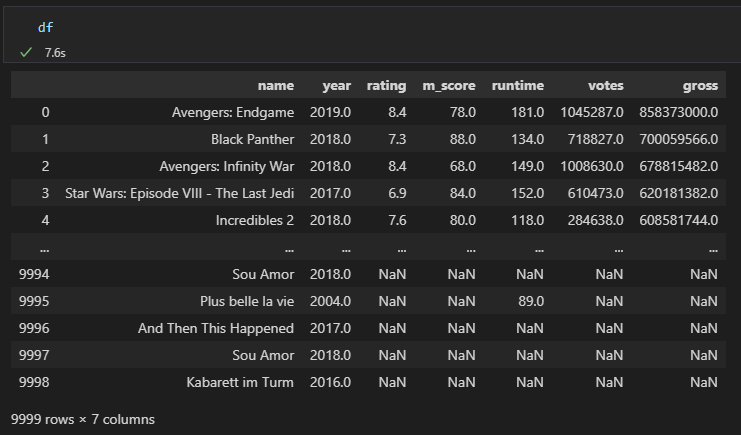 df
7.6s
name year rating m_score runtime votes gross
0 Avengers: Endgame 2019.0 8.4 78.0 181.0 1045287.0 858373000.0
1 Black Panther 2018.0 7.3 88.0 134.0 718827.0 700059566.0
2 Avengers: Infinity War 2018.0 8.4 68.0 149.0 1008630.0 678815482.0
3 Star Wars: Episode VIII - The Last Jedi 2017.0 6.9 84.0 152.0 610473.0 620181382.0
4 Incredibles 2 2018.0 7.6 80.0 118.0 284638.0 608581744.0
... ... ... ... ... ... ... ...
9994 Sou Amor 2018.0 NaN NaN NaN NaN NaN
9995 Plus belle la vie 2004.0 NaN NaN 89.0 NaN NaN
9996 And Then This Happened 2017.0 NaN NaN NaN NaN NaN
9997 Sou Amor 2018.0 NaN NaN NaN NaN NaN
9998 Kabarett im Turm 2016.0 NaN NaN NaN NaN NaN
9999 rows × 7 columns